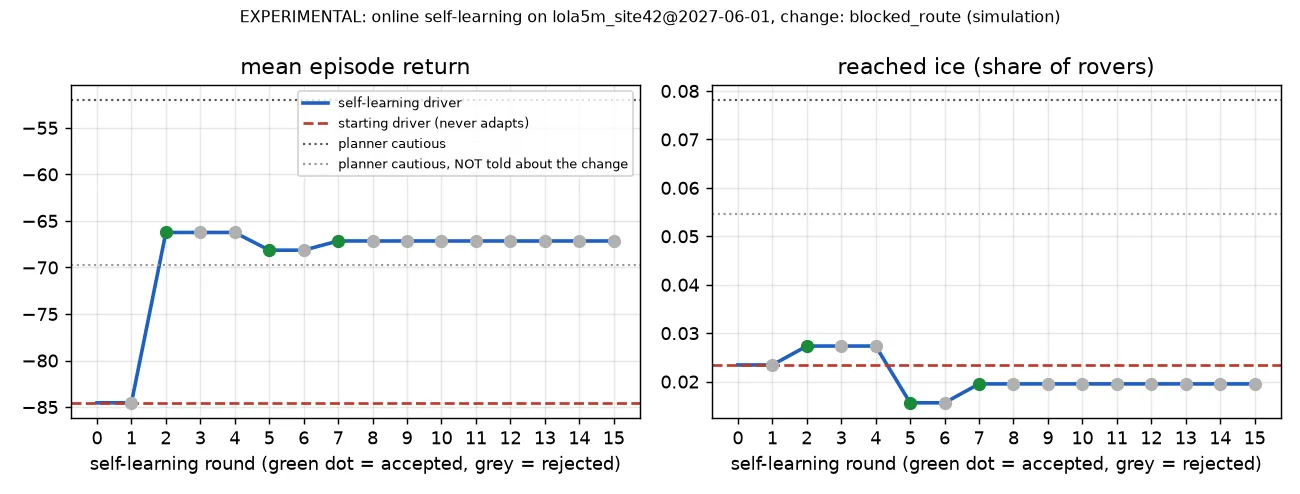 EXPERIMENTAL: online self-learning on lola5m_site42@2027-06-01, change: blocked_route (simulation)
mean episode return
−55
−60
−65
−70
−75
−80
−85
self-learning driver
starting driver (never adapts)
planner cautious
planner cautious, NOT told about the change
0 1 2 3 4 5 6 7 8 9 10 11 12 13 14 15
self-learning round (green dot = accepted, grey = rejected)
reached ice (share of rovers)
0.08
0.07
0.06
0.05
0.04
0.03
0.02
0 1 2 3 4 5 6 7 8 9 10 11 12 13 14 15
self-learning round (green dot = accepted, grey = rejected)